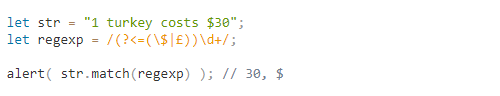 let str = "1 turkey costs $30";
let regexp = /(?<=(\$|£))\d+/;
alert( str.match(regexp) ); // 30, $